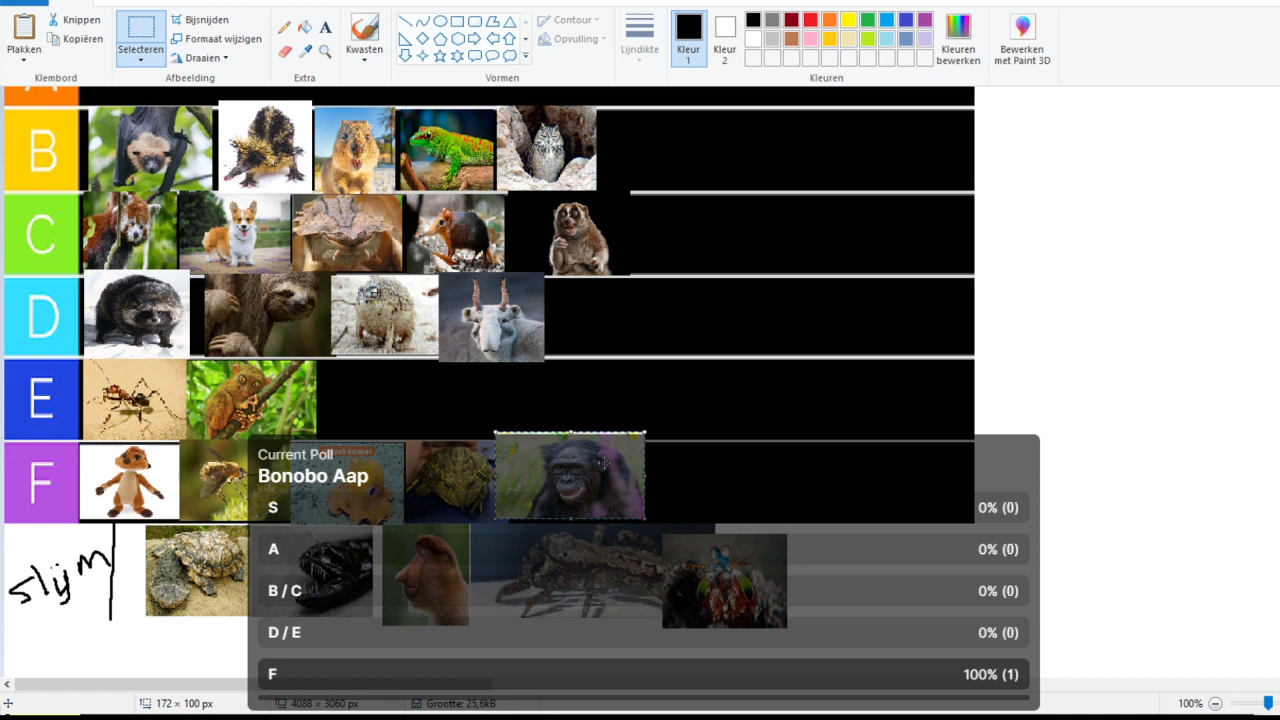 Plakken
Knippen
Kopiëren
Klembord
Selecteren
Bijsnijden
Formaat wijzigen
Draaien
Afbeelding
A
Extra
Kwasten
Vormen
Contour
Opvulling
Lijndikte
Kleur
1
Kleur
2
Kleuren
bewerken
Kleuren
Bewerken
met Paint 3D
A
B
C
D
E
F
slijm
Current Poll
Bonobo Aap
S 0% (0)
A 0% (0)
B / C 0% (0)
D / E 0% (0)
F 100% (1)
172 × 100 px
4088 × 3060 px
Grootte: 25,6kB
100%